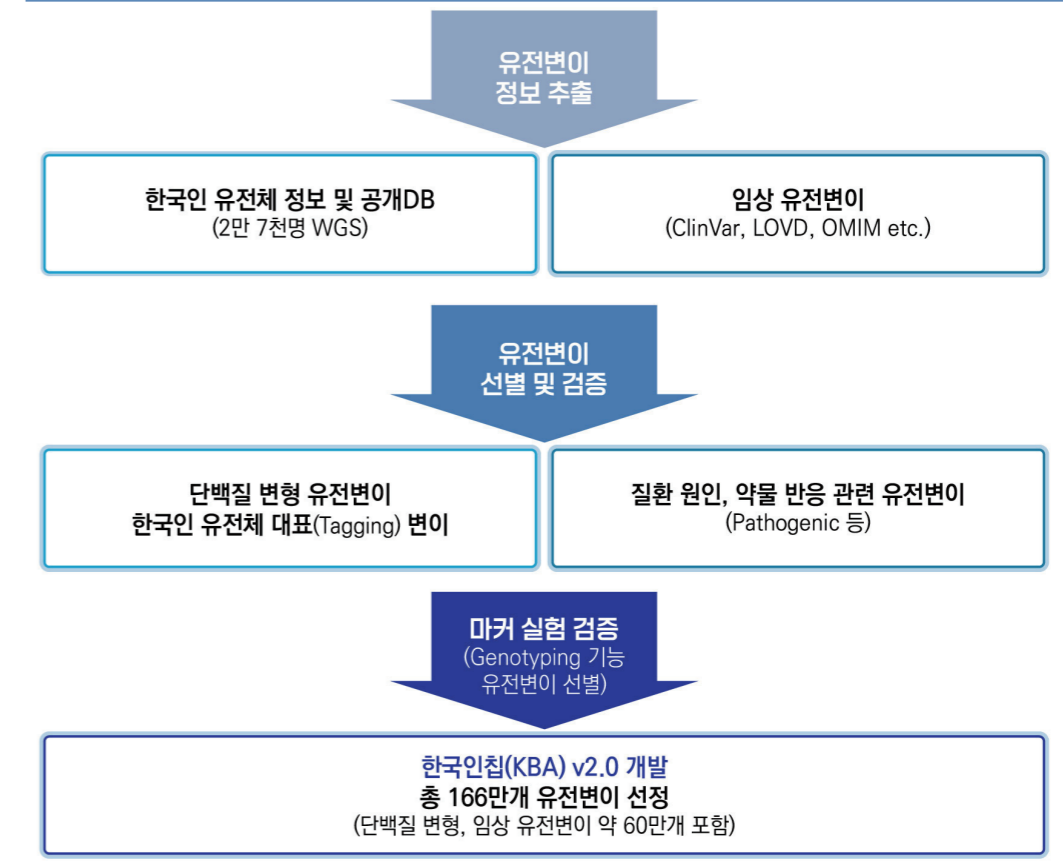 유전변이
정보 추출
한국인 유전체 정보 및 공개DB
(2만 7천명 WGS)
임상 유전변이
(ClinVar, LOVD, OMIM etc.)
유전변이
선별 및 검증
단백질 변형 유전변이
한국인 유전체 대표(Tagging) 변이
질환 원인, 약물 반응 관련 유전변이
(Pathogenic 등)
마커 실험 검증
(Genotyping 기능
유전변이 선별)
한국인칩(KBA) v2.0 개발
총 166만개 유전변이 선정
(단백질 변형, 임상 유전변이 약 60만개 포함)